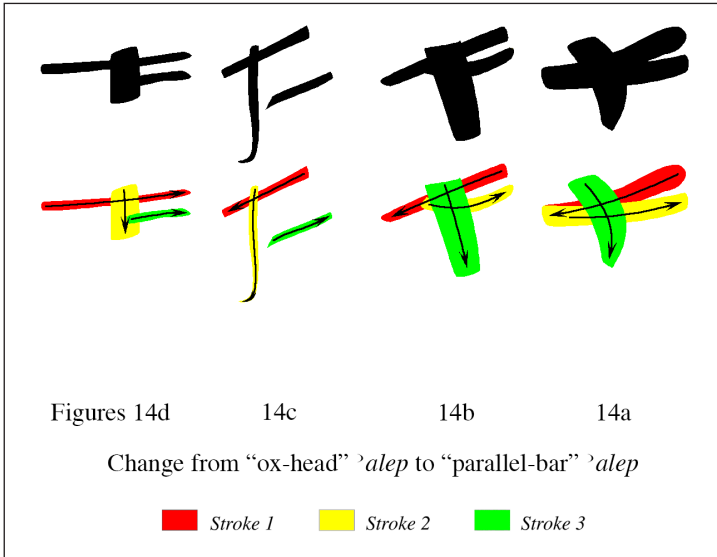 Figures 14d 14c 14b 14a
Change from “ox-head” ʾalep to “parallel-bar” ʾalep
Stroke 1 Stroke 2 Stroke 3